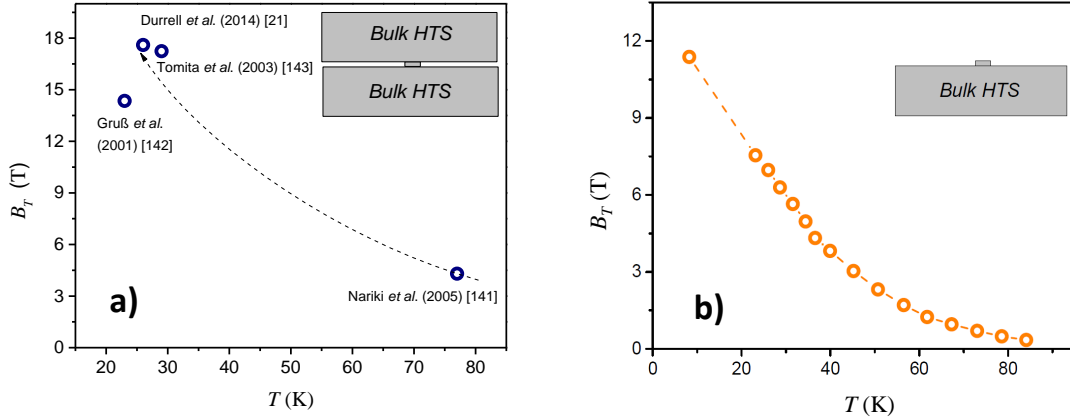 Durrell et al. (2014) [21]
Tomita et al. (2003) [143]
Gruß et al.
(2001) [142]
Nariki et al. (2005) [141]
Bulk HTS
Bulk HTS
a)
18
15
12
9
6
3
0
B_T (T)
20 30 40 50 60 70 80
T (K)
Bulk HTS
b)
12
9
6
3
0
B_T (T)
0 20 40 60 80
T (K)